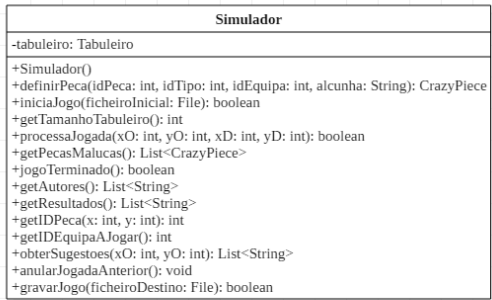 Simulador
-tabuleiro: Tabuleiro
+Simulador()
+definirPeca(idPeca: int, idTipo: int, idEquipa: int, alcunha: String): CrazyPiece
+iniciaJogo(ficheiroInicial: File): boolean
+getTamanhoTabuleiro(): int
+processaJogada(xO: int, yO: int, xD: int, yD: int): boolean
+getPecasMalucas(): List<CrazyPiece>
+jogoTerminado(): boolean
+getAutores(): List<String>
+getResultados(): List<String>
+getIDPeca(x: int, y: int): int
+getIDEquipaAJogar(): int
+obterSugestoes(xO: int, yO: int): List<String>
+anularJogadaAnterior(): void
+gravarJogo(ficheiroDestino: File): boolean